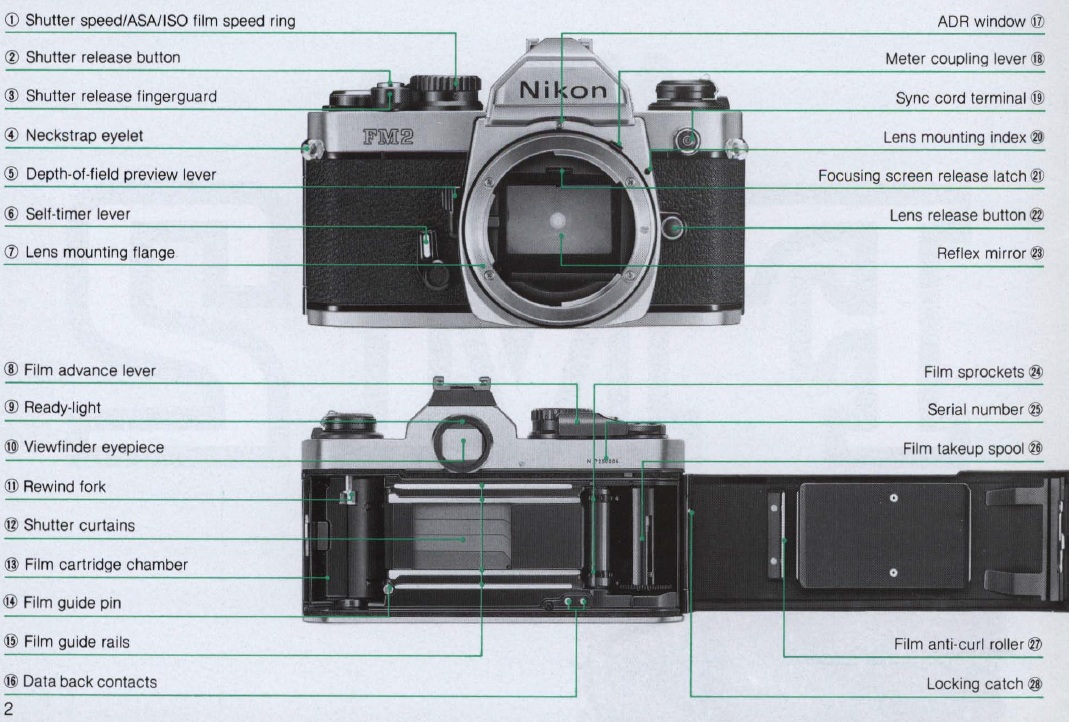 ① Shutter speed/ASA/ISO film speed ring
② Shutter release button
③ Shutter release fingerguard
④ Neckstrap eyelet
⑤ Depth-of-field preview lever
⑥ Self-timer lever
⑦ Lens mounting flange
Nikon
FM2
ADR window ⑰
Meter coupling lever ⑱
Sync cord terminal ⑲
Lens mounting index ⑳
Focusing screen release latch ㉑
Lens release button ㉒
Reflex mirror ㉓
⑧ Film advance lever
⑨ Ready-light
⑩ Viewfinder eyepiece
⑪ Rewind fork
⑫ Shutter curtains
⑬ Film cartridge chamber
⑭ Film guide pin
⑮ Film guide rails
⑯ Data back contacts
Film sprockets ㉔
Serial number ㉕
Film takeup spool ㉖
Film anti-curl roller ㉗
Locking catch ㉘
2